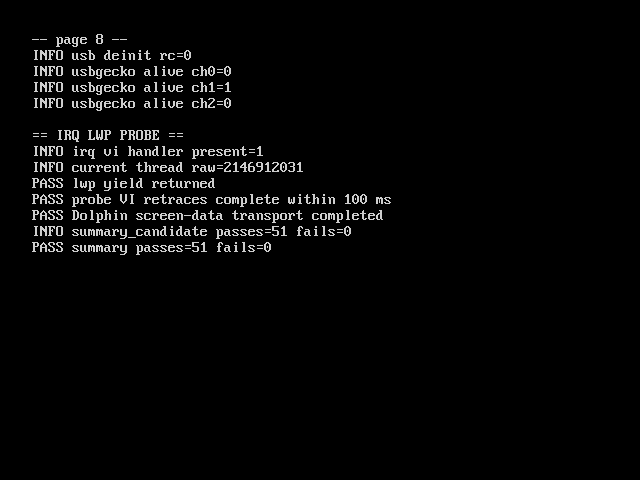 -- page 8 --
INFO usb deinit rc=0
INFO usbgecko alive ch0=0
INFO usbgecko alive ch1=1
INFO usbgecko alive ch2=0
== IRQ LWP PROBE ==
INFO irq vi handler present=1
INFO current thread raw=2146912031
PASS lwp yield returned
PASS probe VI retraces complete within 100 ms
PASS Dolphin screen-data transport completed
INFO summary_candidate passes=51 fails=0
PASS summary passes=51 fails=0